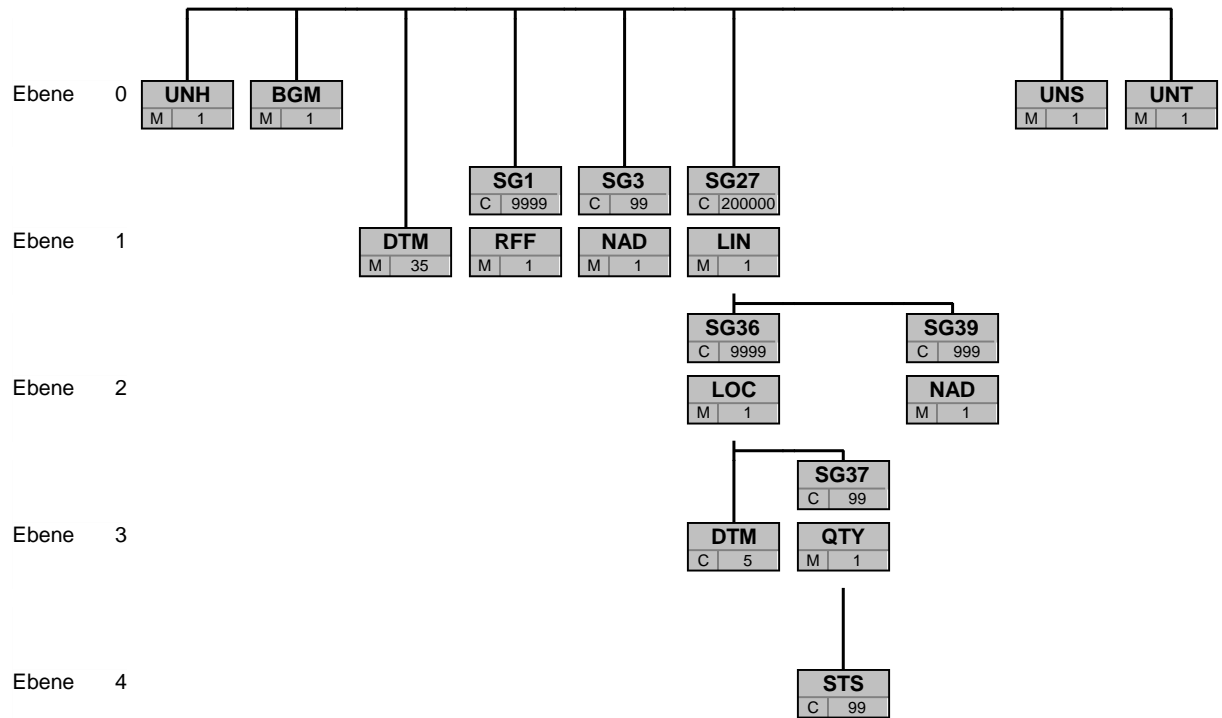 Ebene 0 UNH BGM UNS UNT
M 1 M 1 M 1 M 1
SG1 SG3 SG27
C 9999 C 99 C 200000
Ebene 1 DTM RFF NAD LIN
M 35 M 1 M 1 M 1
SG36 SG39
C 9999 C 999
Ebene 2 LOC NAD
M 1 M 1
SG37
C 99
Ebene 3 DTM QTY
C 5 M 1
Ebene 4 STS
C 99